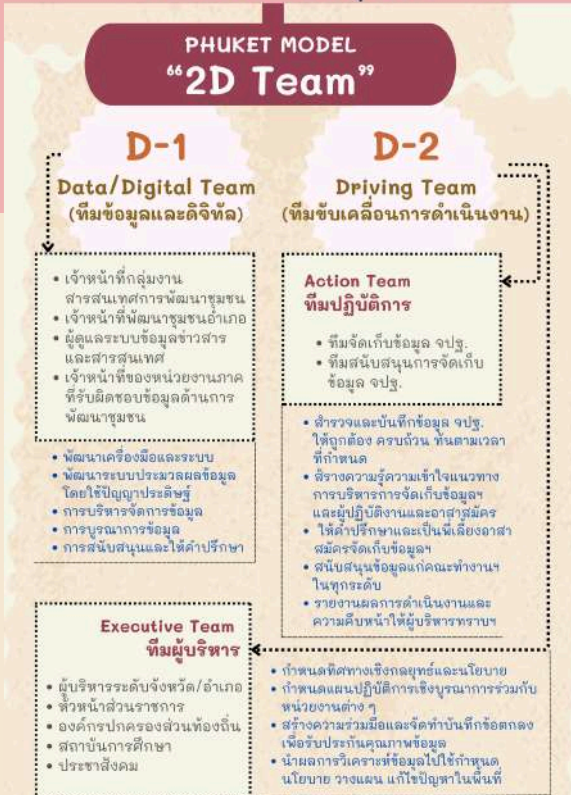 PHUKET MODEL
“2D Team”
D-1
Data/Digital Team
(ทีมข้อมูลและดิจิทัล)
• เจ้าหน้าที่กลุ่มงาน
สารสนเทศการพัฒนาชุมชน
• เจ้าหน้าที่พัฒนาชุมชนอำเภอ
• ผู้ดูแลระบบข้อมูลข่าวสาร
และสารสนเทศ
• เจ้าหน้าที่ของหน่วยงานภาค
ที่รับผิดชอบข้อมูลด้านการ
พัฒนาชุมชน
• พัฒนาเครื่องมือและระบบ
• พัฒนาระบบประมวลผลข้อมูล
โดยใช้ปัญญาประดิษฐ์
• การบริหารจัดการข้อมูล
• การบูรณาการข้อมูล
• การสนับสนุนและให้คำปรึกษา
D-2
Driving Team
(ทีมขับเคลื่อนการดำเนินงาน)
Action Team
ทีมปฏิบัติการ
• ทีมจัดเก็บข้อมูล จปฐ.
• ทีมสนับสนุนการจัดเก็บ
ข้อมูล จปฐ.
• สำรวจและบันทึกข้อมูล จปฐ.
ให้ถูกต้อง ครบถ้วน ทันตามเวลา
ที่กำหนด
• สร้างความรู้ความเข้าใจแนวทาง
การบริหารการจัดเก็บข้อมูลฯ
และผู้ปฏิบัติงานและอาสาสมัคร
• ให้คำปรึกษาและเป็นพี่เลี้ยงอาสา
สมัครจัดเก็บข้อมูลฯ
• สนับสนุนข้อมูลแก่คณะทำงานฯ
ในทุกระดับ
• รายงานผลการดำเนินงานและ
ความคืบหน้าให้ผู้บริหารทราบฯ
Executive Team
ทีมผู้บริหาร
• ผู้บริหารระดับจังหวัด/อำเภอ
• หัวหน้าส่วนราชการ
• องค์กรปกครองส่วนท้องถิ่น
• สถาบันการศึกษา
• ประชาสังคม
• กำหนดทิศทางเชิงกลยุทธ์และนโยบาย
• กำหนดแผนปฏิบัติการเชิงบูรณาการร่วมกับ
หน่วยงานต่าง ๆ
• สร้างความร่วมมือและจัดทำบันทึกข้อตกลง
เพื่อรับประกันคุณภาพข้อมูล
• นำผลการวิเคราะห์ข้อมูลไปใช้กำหนด
นโยบาย วางแผน แก้ไขปัญหาในพื้นที่